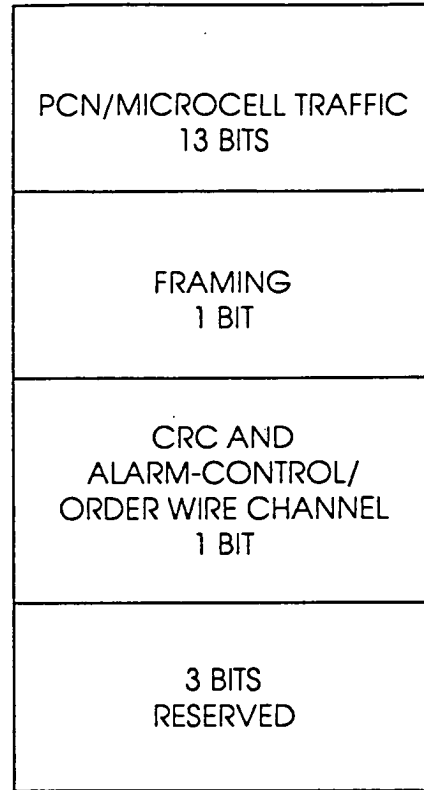 PCN/MICROCELL TRAFFIC
13 BITS
FRAMING
1 BIT
CRC AND
ALARM-CONTROL/
ORDER WIRE CHANNEL
1 BIT
3 BITS
RESERVED